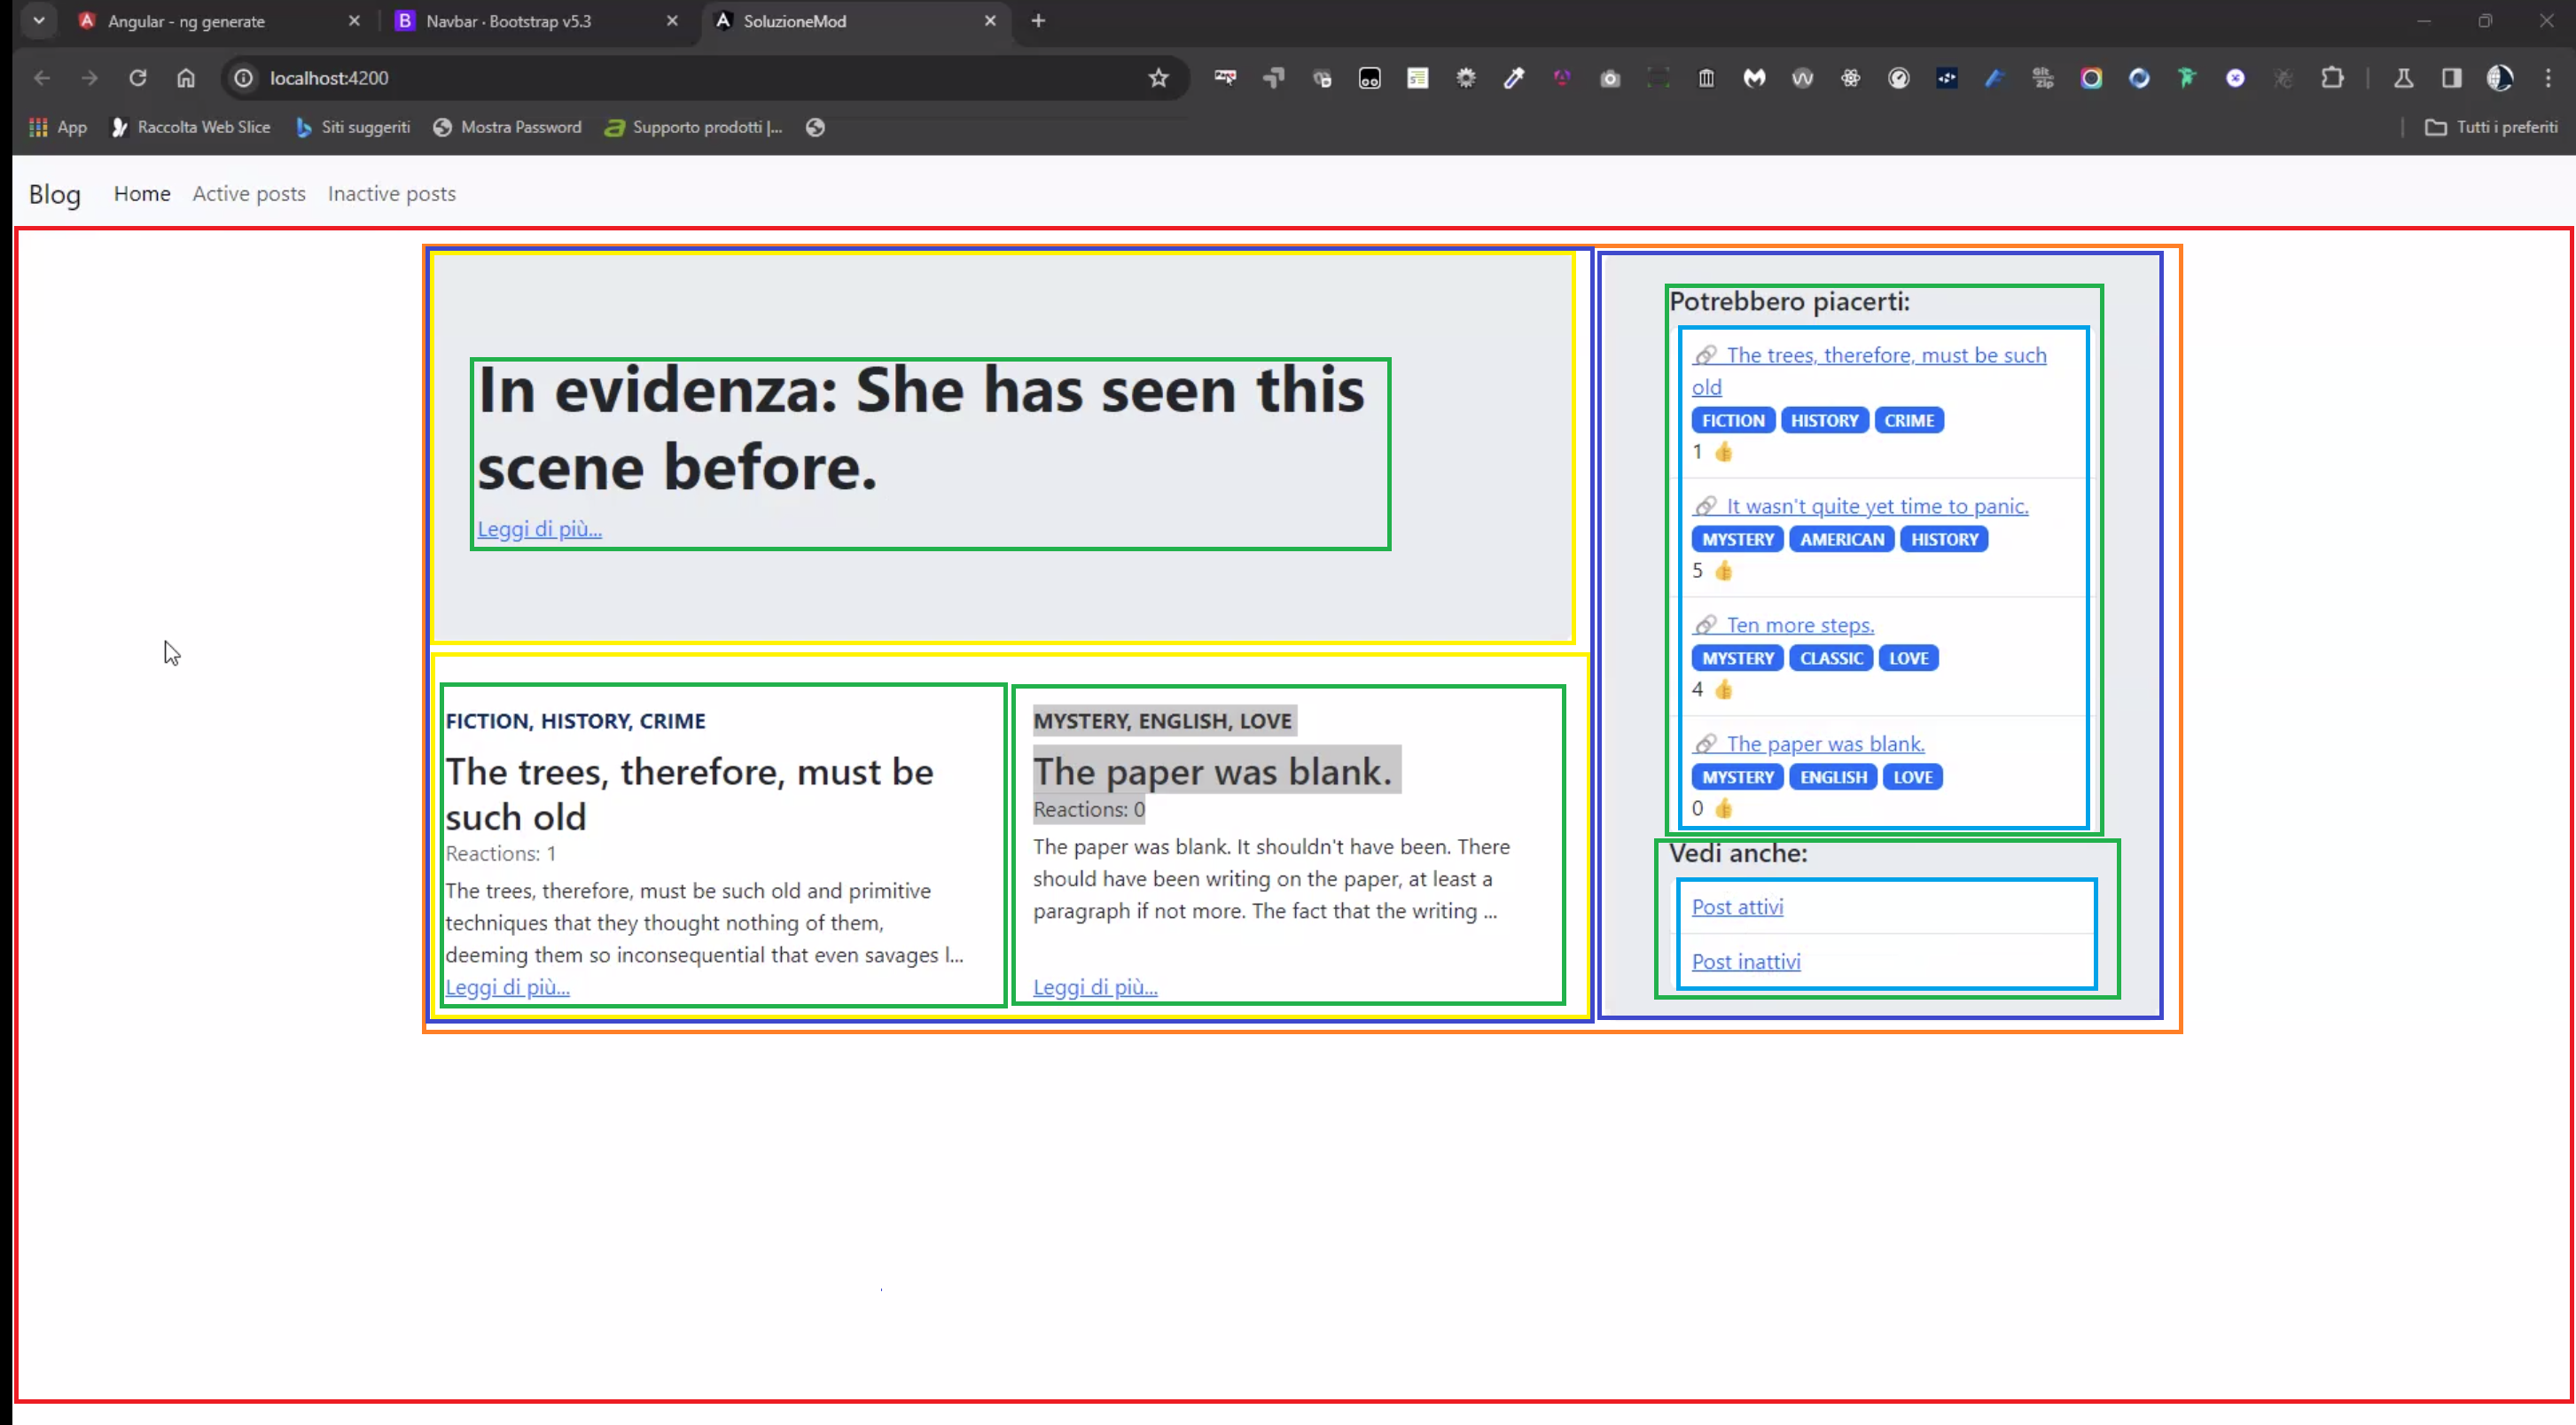 Angular - ng generate
Navbar · Bootstrap v5.3
SoluzioneMod
localhost:4200
App
Raccolta Web Slice
Siti suggeriti
Mostra Password
Supporto prodotti |...
Tutti i preferiti
Blog
Home
Active posts
Inactive posts
In evidenza: She has seen this
scene before.
Leggi di più...
FICTION, HISTORY, CRIME
The trees, therefore, must be
such old
Reactions: 1
The trees, therefore, must be such old and primitive
techniques that they thought nothing of them,
deeming them so inconsequential that even savages l...
Leggi di più...
MYSTERY, ENGLISH, LOVE
The paper was blank.
Reactions: 0
The paper was blank. It shouldn't have been. There
should have been writing on the paper, at least a
paragraph if not more. The fact that the writing ...
Leggi di più...
Potrebbero piacerti:
The trees, therefore, must be such
old
FICTION HISTORY CRIME
1
It wasn't quite yet time to panic.
MYSTERY AMERICAN HISTORY
5
Ten more steps.
MYSTERY CLASSIC LOVE
4
The paper was blank.
MYSTERY ENGLISH LOVE
0
Vedi anche:
Post attivi
Post inattivi